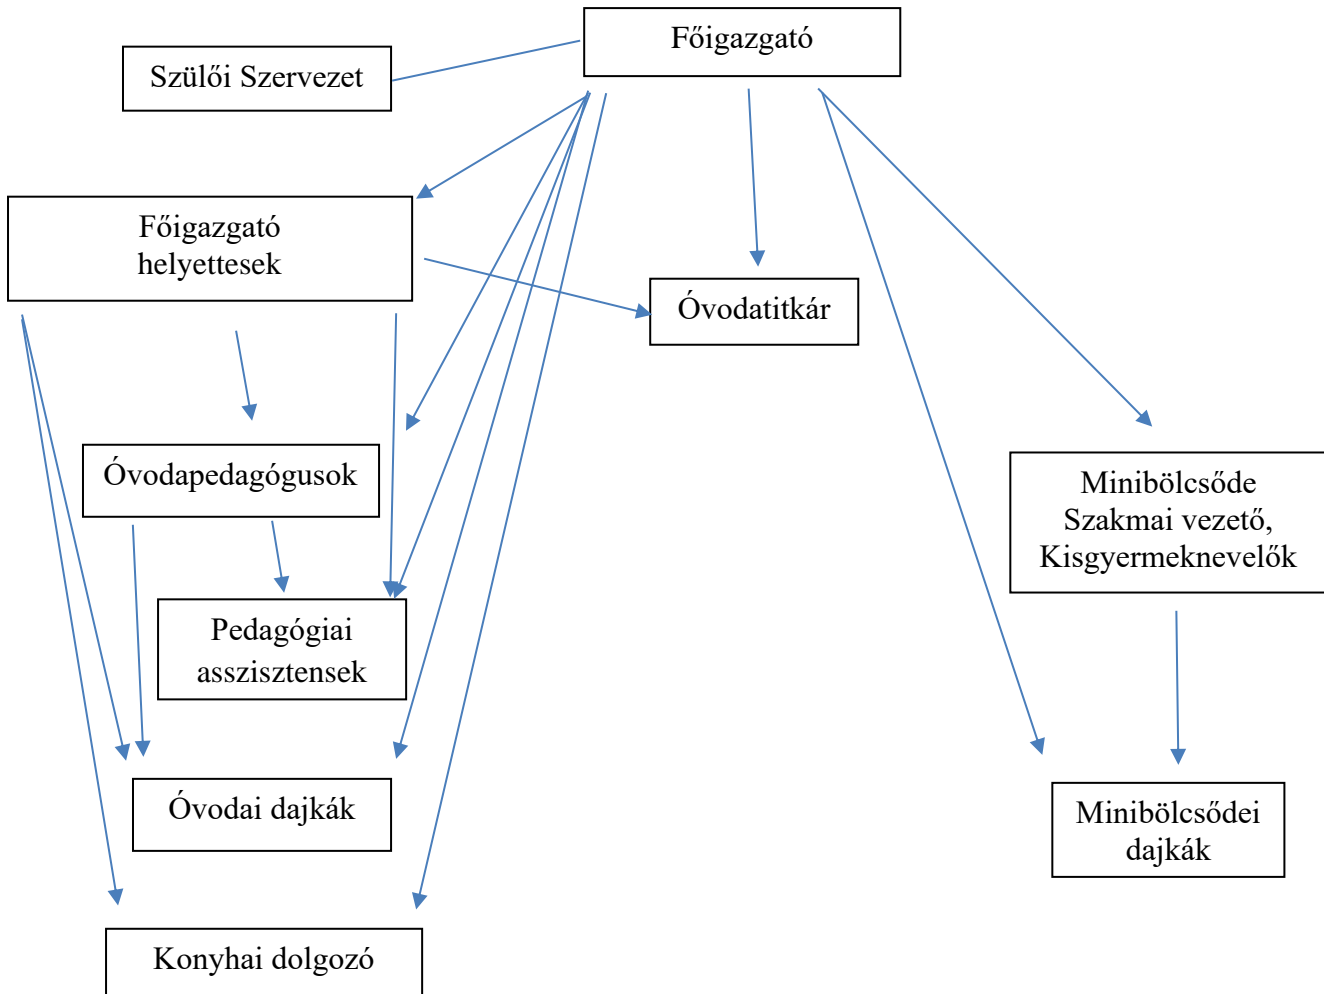 Főigazgató
Szülői Szervezet
Főigazgató
helyettesek
Óvodatitkár
Óvodapedagógusok
Minibölcsőde
Szakmai vezető,
Kisgyermeknevelők
Pedagógiai
asszisztensek
Óvodai dajkák
Minibölcsődei
dajkák
Konyhai dolgozó